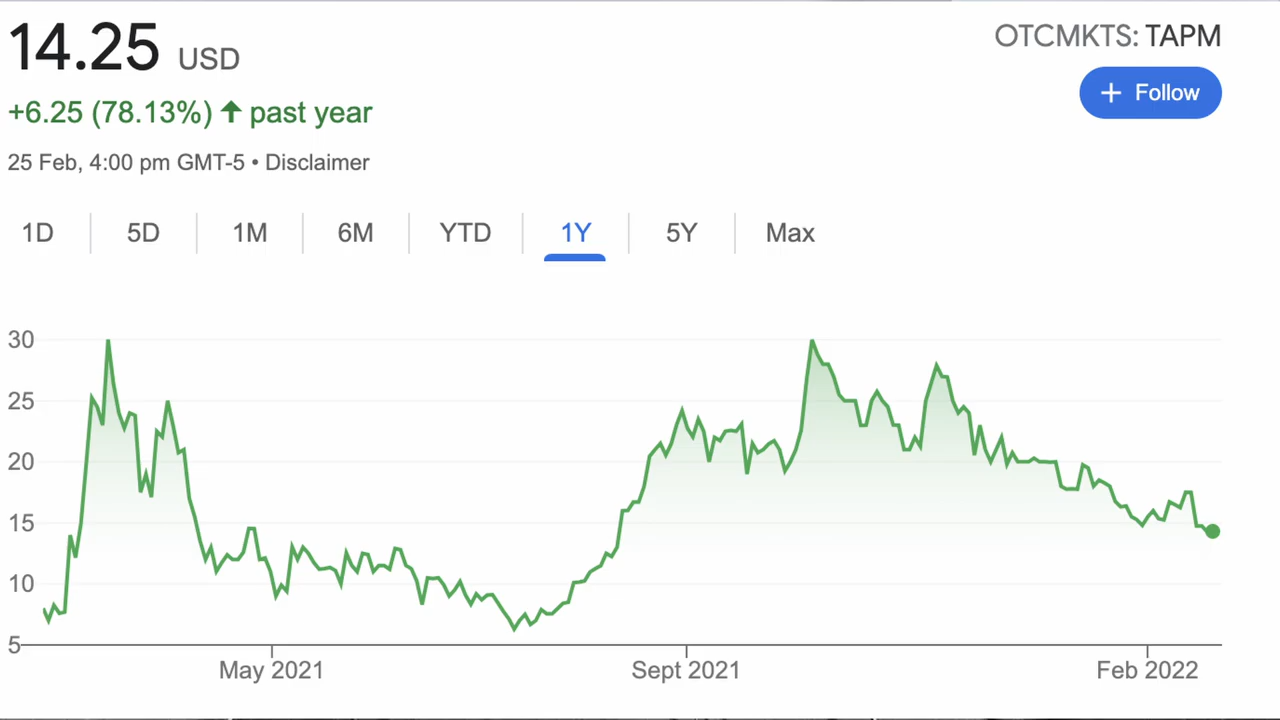 14.25 USD
OTCMKTS: TAPM
+6.25 (78.13%) ↑ past year
+ Follow
25 Feb, 4:00 pm GMT-5 • Disclaimer
1D 5D 1M 6M YTD 1Y 5Y Max
30
25
20
15
10
5
May 2021 Sept 2021 Feb 2022